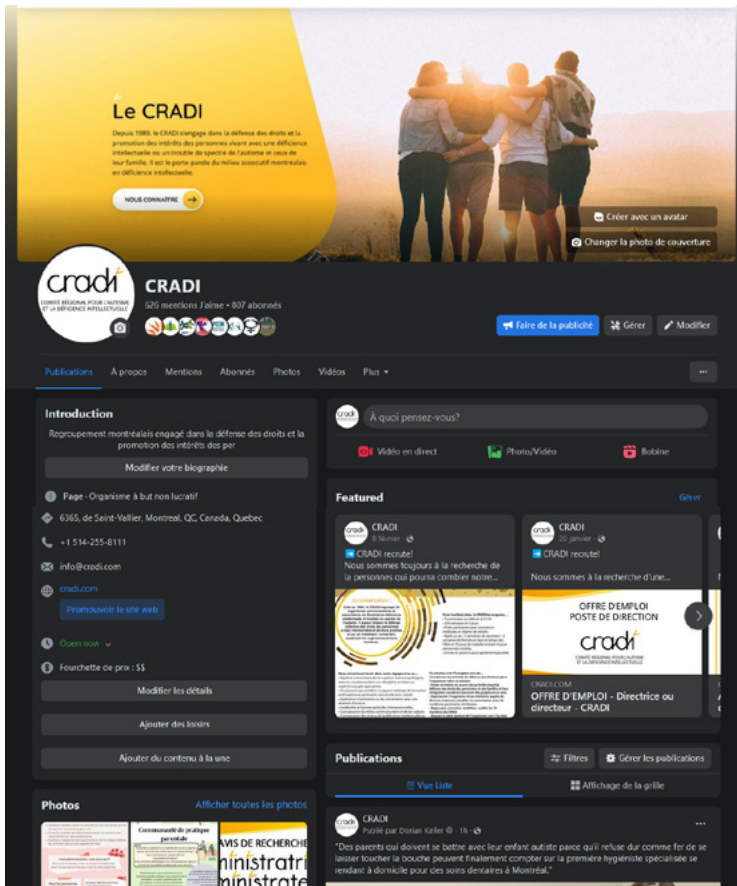 Le CRADI
Depuis 1989, le CRADI s'engage dans la défense des droits et la
promotion des intérêts des personnes vivant avec une déficience
intellectuelle ou un trouble de spectre de l'autisme et ceux de
leur famille. Il est le porte parole du milieu associatif montréalais
en déficience intellectuelle.
NOUS CONNAÎTRE
Créer avec un avatar
Changer la photo de couverture
cradi
COMITÉ RÉGIONAL POUR L'AUTISME
ET LA DÉFICIENCE INTELLECTUELLE
CRADI
625 mentions J'aime • 807 abonnés
Faire de la publicité
Gérer
Modifier
Publications
À propos
Mentions
Abonnés
Photos
Vidéos
Plus
Introduction
Regroupement montréalais engagé dans la défense des droits et la
promotion des intérêts des per
Modifier votre biographie
Page · Organisme à but non lucratif
6365, de Saint-Vallier, Montreal, QC, Canada, Quebec
+1 514-255-8111
info@cradi.com
cradi.com
Promouvoir le site web
Open now
Fourchette de prix : $$
Modifier les détails
Ajouter des loisirs
Ajouter du contenu à la une
Photos
Afficher toutes les photos
Communauté de pratique
parentale
AVIS DE RECHERCHE
ministratri
ministrate
À quoi pensez-vous?
Vidéo en direct
Photo/Vidéo
Bobine
Featured
Gérer
CRADI
9 février
CRADI recrute!
Nous sommes toujours à la recherche de
la personnes qui pourra combler notre...
CRADI
20 janvier
CRADI recrute!
Nous sommes à la recherche d'une...
OFFRE D'EMPLOI
POSTE DE DIRECTION
cradi
COMITÉ RÉGIONAL POUR L'AUTISME
ET LA DÉFICIENCE INTELLECTUELLE
CRADI.COM
OFFRE D'EMPLOI - Directrice ou
directeur - CRADI
Publications
Filtres
Gérer les publications
Vue Liste
Affichage de la grille
CRADI
Publié par Dorian Keller · 1h
"Des parents qui doivent se battre avec leur enfant autiste parce qu'il refuse dur comme fer de se
laisser toucher la bouche peuvent finalement compter sur la première hygiéniste spécialisée se
rendant à domicile pour des soins dentaires à Montréal."